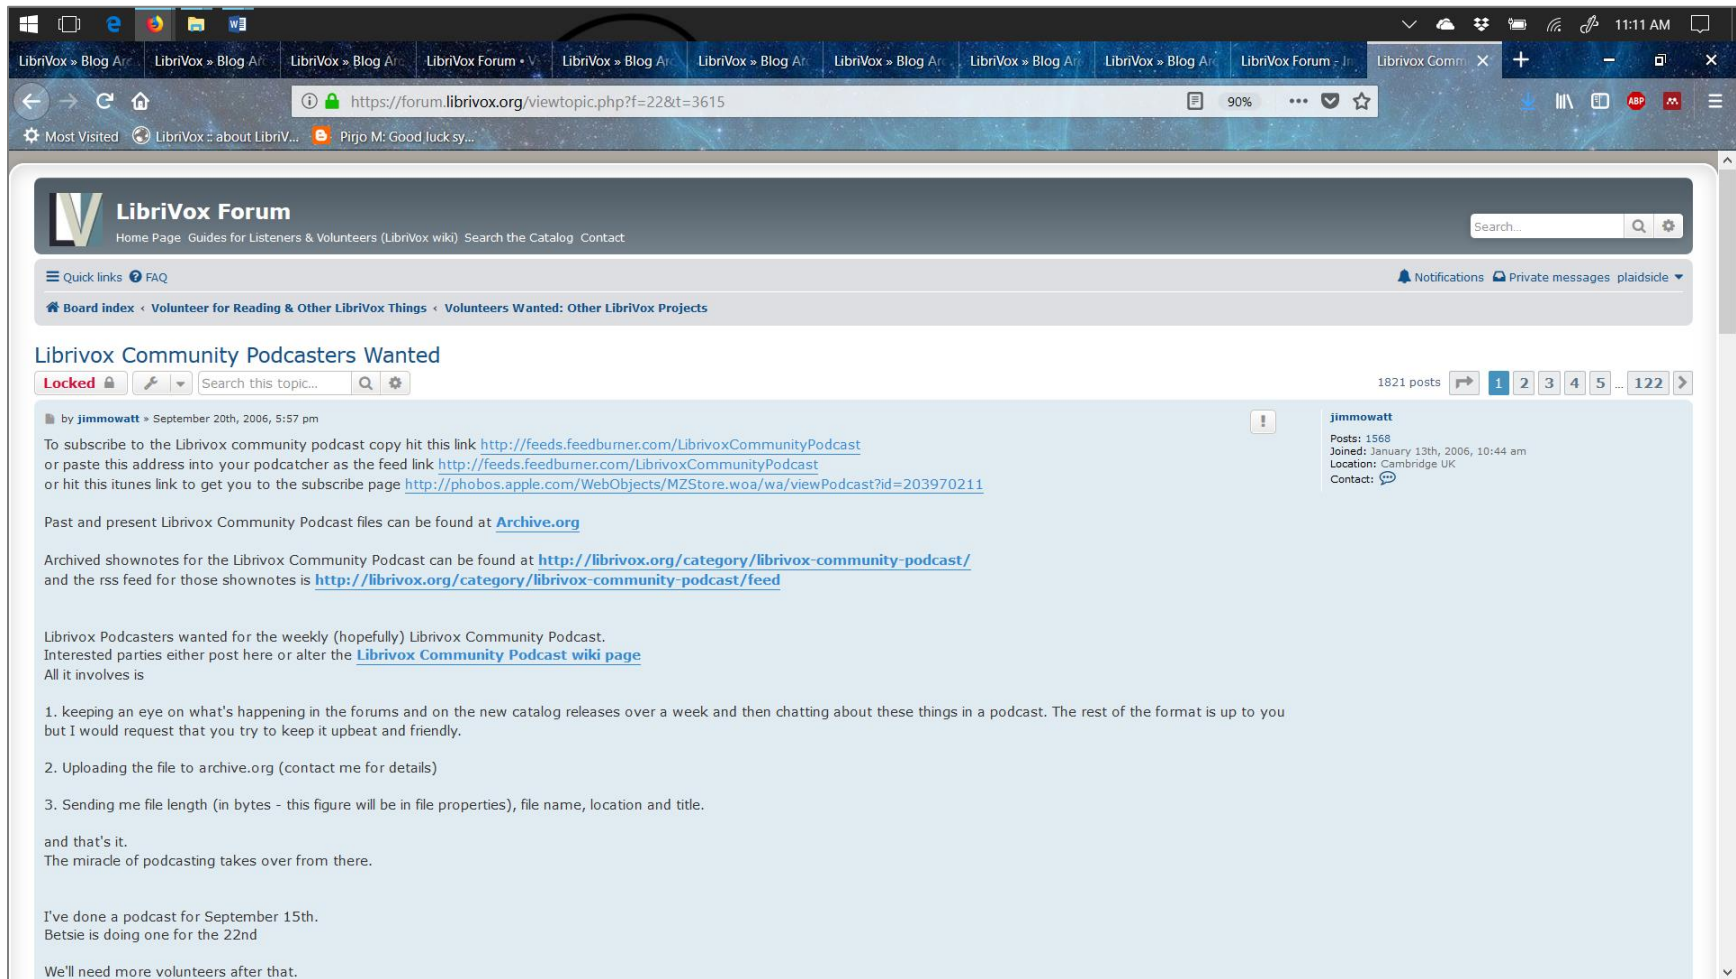 11:11 AM
LibriVox » Blog Arc
LibriVox » Blog Arc
LibriVox » Blog Arc
LibriVox Forum • V
LibriVox » Blog Arc
LibriVox » Blog Arc
LibriVox » Blog Arc
LibriVox » Blog Arc
LibriVox » Blog Arc
LibriVox Forum - In
Librivox Comm
https://forum.librivox.org/viewtopic.php?f=22&t=3615
90%
ABP
Most Visited LibriVox :: about LibriV... Pirjo M: Good luck sy...
LibriVox Forum
Home Page Guides for Listeners & Volunteers (LibriVox wiki) Search the Catalog Contact
Search...
Quick links FAQ
Notifications Private messages plaidsicle
Board index ‹ Volunteer for Reading & Other LibriVox Things ‹ Volunteers Wanted: Other LibriVox Projects
Librivox Community Podcasters Wanted
Locked
Search this topic...
1821 posts 1 2 3 4 5 ... 122
by jimmowatt » September 20th, 2006, 5:57 pm
To subscribe to the Librivox community podcast copy hit this link http://feeds.feedburner.com/LibrivoxCommunityPodcast
or paste this address into your podcatcher as the feed link http://feeds.feedburner.com/LibrivoxCommunityPodcast
or hit this itunes link to get you to the subscribe page http://phobos.apple.com/WebObjects/MZStore.woa/wa/viewPodcast?id=203970211
Past and present Librivox Community Podcast files can be found at Archive.org
Archived shownotes for the Librivox Community Podcast can be found at http://librivox.org/category/librivox-community-podcast/
and the rss feed for those shownotes is http://librivox.org/category/librivox-community-podcast/feed
Librivox Podcasters wanted for the weekly (hopefully) Librivox Community Podcast.
Interested parties either post here or alter the Librivox Community Podcast wiki page
All it involves is
1. keeping an eye on what's happening in the forums and on the new catalog releases over a week and then chatting about these things in a podcast. The rest of the format is up to you
but I would request that you try to keep it upbeat and friendly.
2. Uploading the file to archive.org (contact me for details)
3. Sending me file length (in bytes - this figure will be in file properties), file name, location and title.
and that's it.
The miracle of podcasting takes over from there.
I've done a podcast for September 15th.
Betsie is doing one for the 22nd
We'll need more volunteers after that.
jimmowatt
Posts: 1568
Joined: January 13th, 2006, 10:44 am
Location: Cambridge UK
Contact: